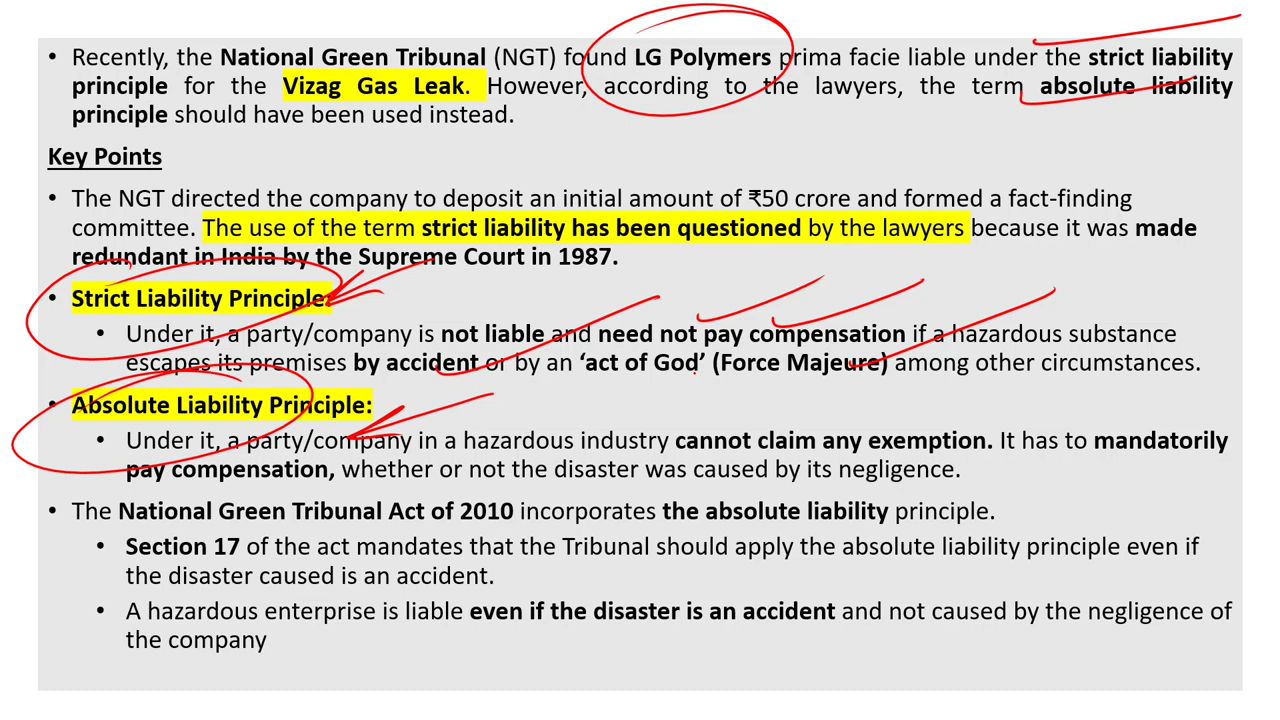 • Recently, the National Green Tribunal (NGT) found LG Polymers prima facie liable under the strict liability
principle for the Vizag Gas Leak. However, according to the lawyers, the term absolute liability
principle should have been used instead.
Key Points
• The NGT directed the company to deposit an initial amount of ₹50 crore and formed a fact-finding
committee. The use of the term strict liability has been questioned by the lawyers because it was made
redundant in India by the Supreme Court in 1987.
• Strict Liability Principle:
• Under it, a party/company is not liable and need not pay compensation if a hazardous substance
escapes its premises by accident or by an ‘act of God’ (Force Majeure) among other circumstances.
• Absolute Liability Principle:
• Under it, a party/company in a hazardous industry cannot claim any exemption. It has to mandatorily
pay compensation, whether or not the disaster was caused by its negligence.
• The National Green Tribunal Act of 2010 incorporates the absolute liability principle.
• Section 17 of the act mandates that the Tribunal should apply the absolute liability principle even if
the disaster caused is an accident.
• A hazardous enterprise is liable even if the disaster is an accident and not caused by the negligence of
the company